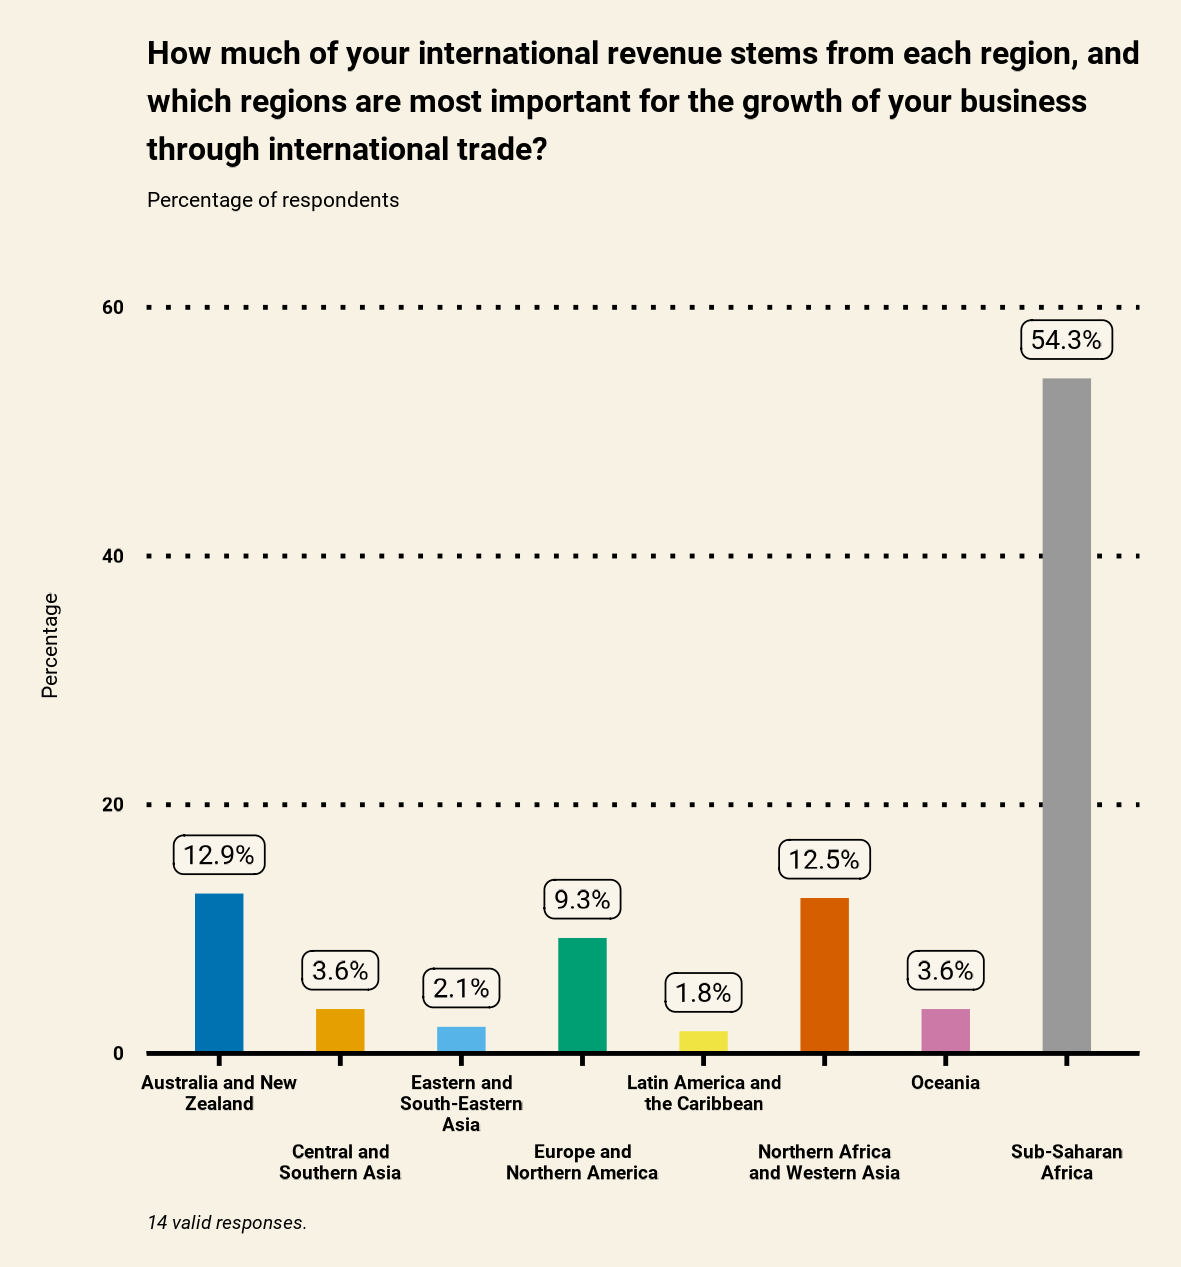 How much of your international revenue stems from each region, and
which regions are most important for the growth of your business
through international trade?
Percentage of respondents
60
54.3%
40
Percentage
20
12.9%
12.5%
9.3%
3.6%
3.6%
2.1%
1.8%
0
Australia and New
Zealand
Central and
Southern Asia
Eastern and
South-Eastern
Asia
Europe and
Northern America
Latin America and
the Caribbean
Northern Africa
and Western Asia
Oceania
Sub-Saharan
Africa
14 valid responses.